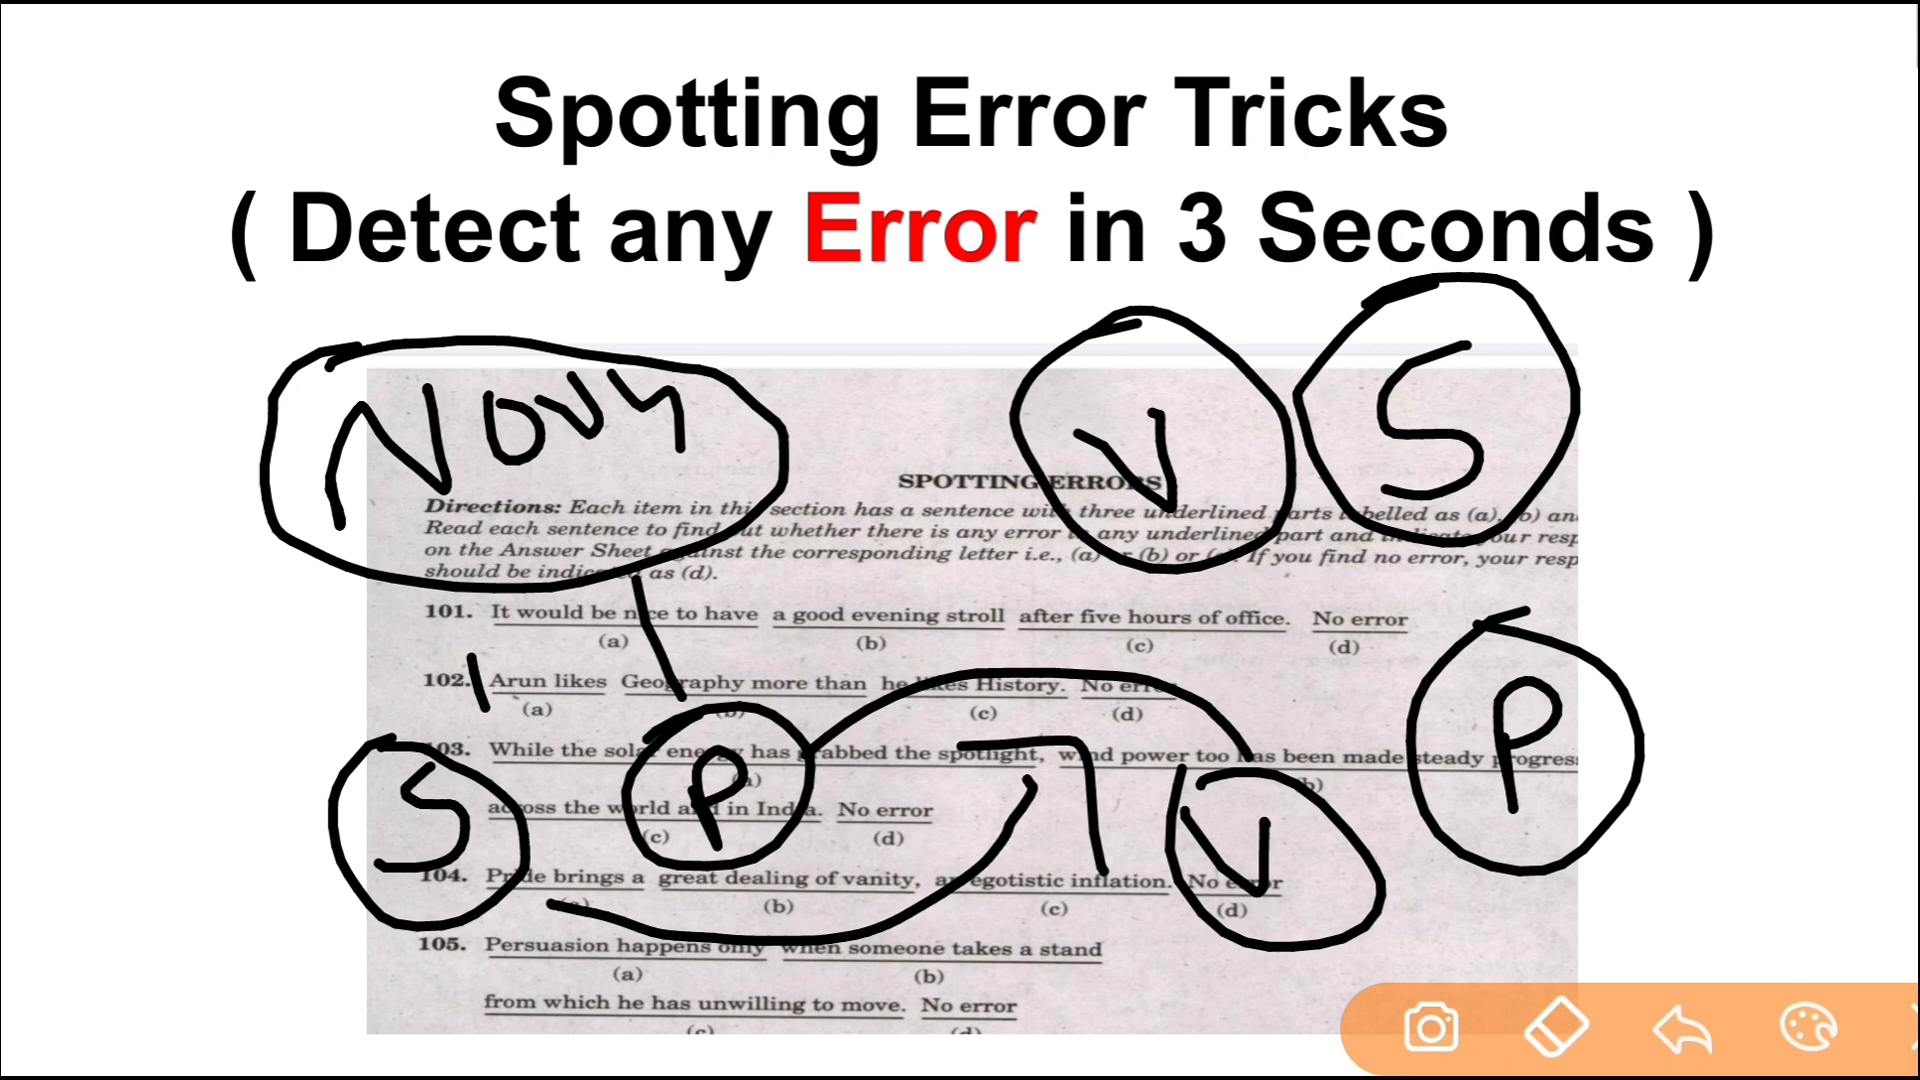 Spotting Error Tricks
( Detect any Error in 3 Seconds )
V S
SPOTTING ERRORS
Directions: Each item in this section has a sentence with three underlined parts labelled as (a), (b) an
Read each sentence to find out whether there is any error in any underlined part and indicate your resp
on the Answer Sheet against the corresponding letter i.e., (a) or (b) or (c). If you find no error, your resp
should be indicated as (d).
101. It would be nice to have a good evening stroll after five hours of office. No error
(a) (b) (c) (d)
102. Arun likes Geography more than he likes History. No error
(a) (b) (c) (d)
P
103. While the solar energy has grabbed the spotlight, wind power too has been made steady progres
(a) (b)
S P V
across the world and in India. No error
(c) (d)
104. Pride brings a great dealing of vanity, an egotistic inflation. No error
(a) (b) (c) (d)
105. Persuasion happens only when someone takes a stand
(a) (b)
from which he has unwilling to move. No error
(c) (d)